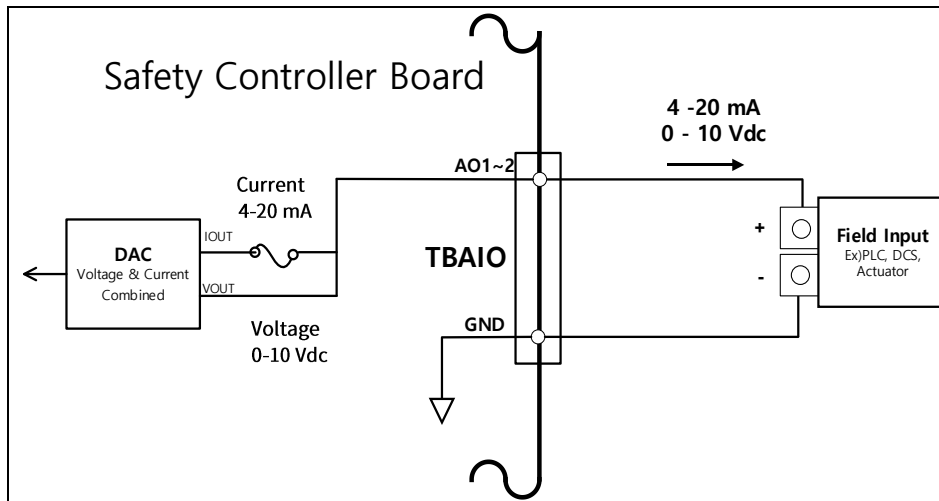 Safety Controller Board
4 -20 mA
0 - 10 Vdc
AO1~2
Current
4-20 mA
IOUT
DAC
Voltage & Current
Combined
VOUT
TBAIO
+
-
Field Input
Ex)PLC, DCS,
Actuator
Voltage
0-10 Vdc
GND